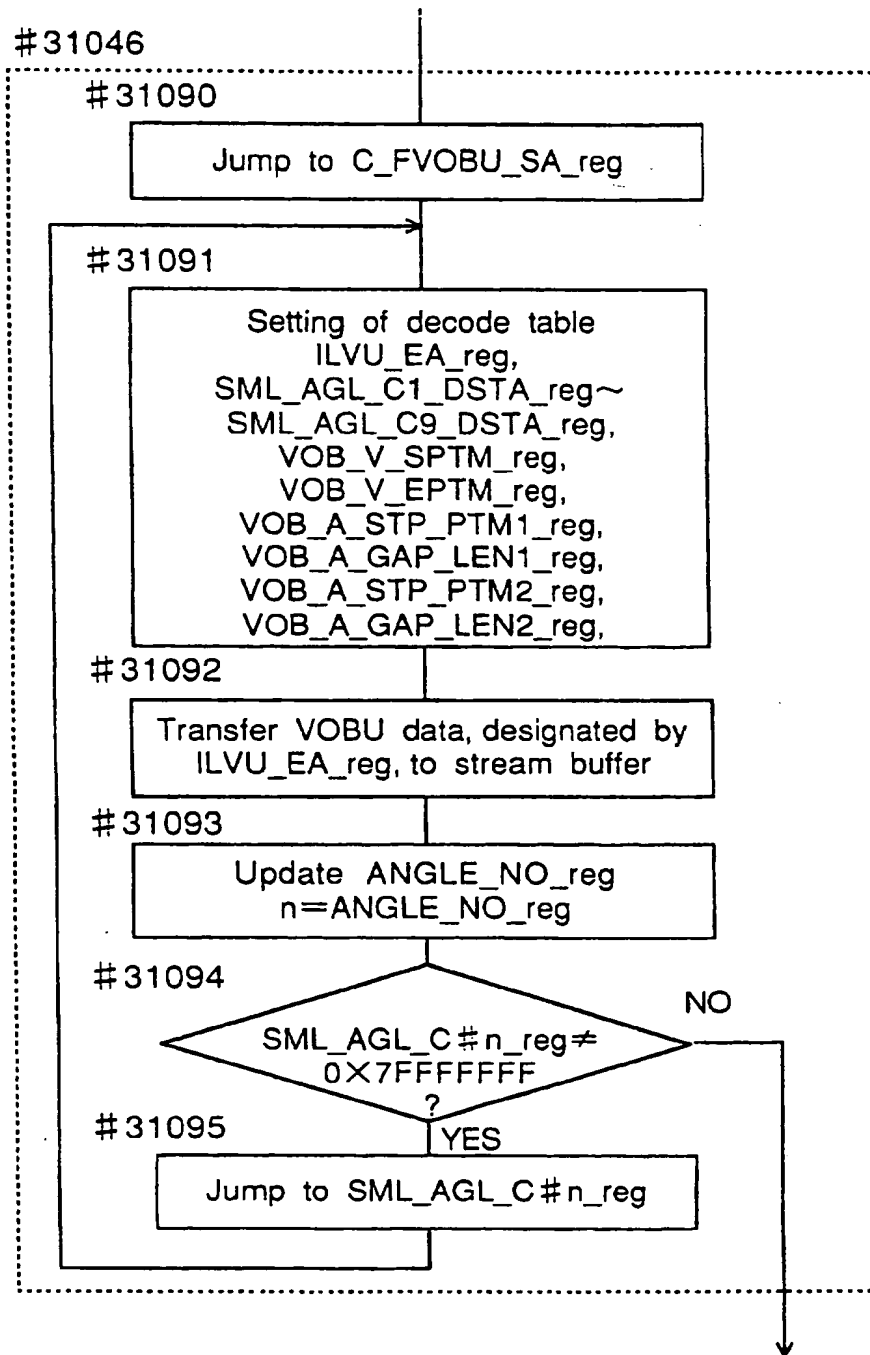 #31046
#31090
Jump to C_FVOBU_SA_reg
#31091
Setting of decode table
ILVU_EA_reg,
SML_AGL_C1_DSTA_reg~
SML_AGL_C9_DSTA_reg,
VOB_V_SPTM_reg,
VOB_V_EPTM_reg,
VOB_A_STP_PTM1_reg,
VOB_A_GAP_LEN1_reg,
VOB_A_STP_PTM2_reg,
VOB_A_GAP_LEN2_reg,
#31092
Transfer VOBU data, designated by
ILVU_EA_reg, to stream buffer
#31093
Update ANGLE_NO_reg
n=ANGLE_NO_reg
#31094
NO
SML_AGL_C#n_reg≠
0X7FFFFFFF
?
#31095
YES
Jump to SML_AGL_C#n_reg